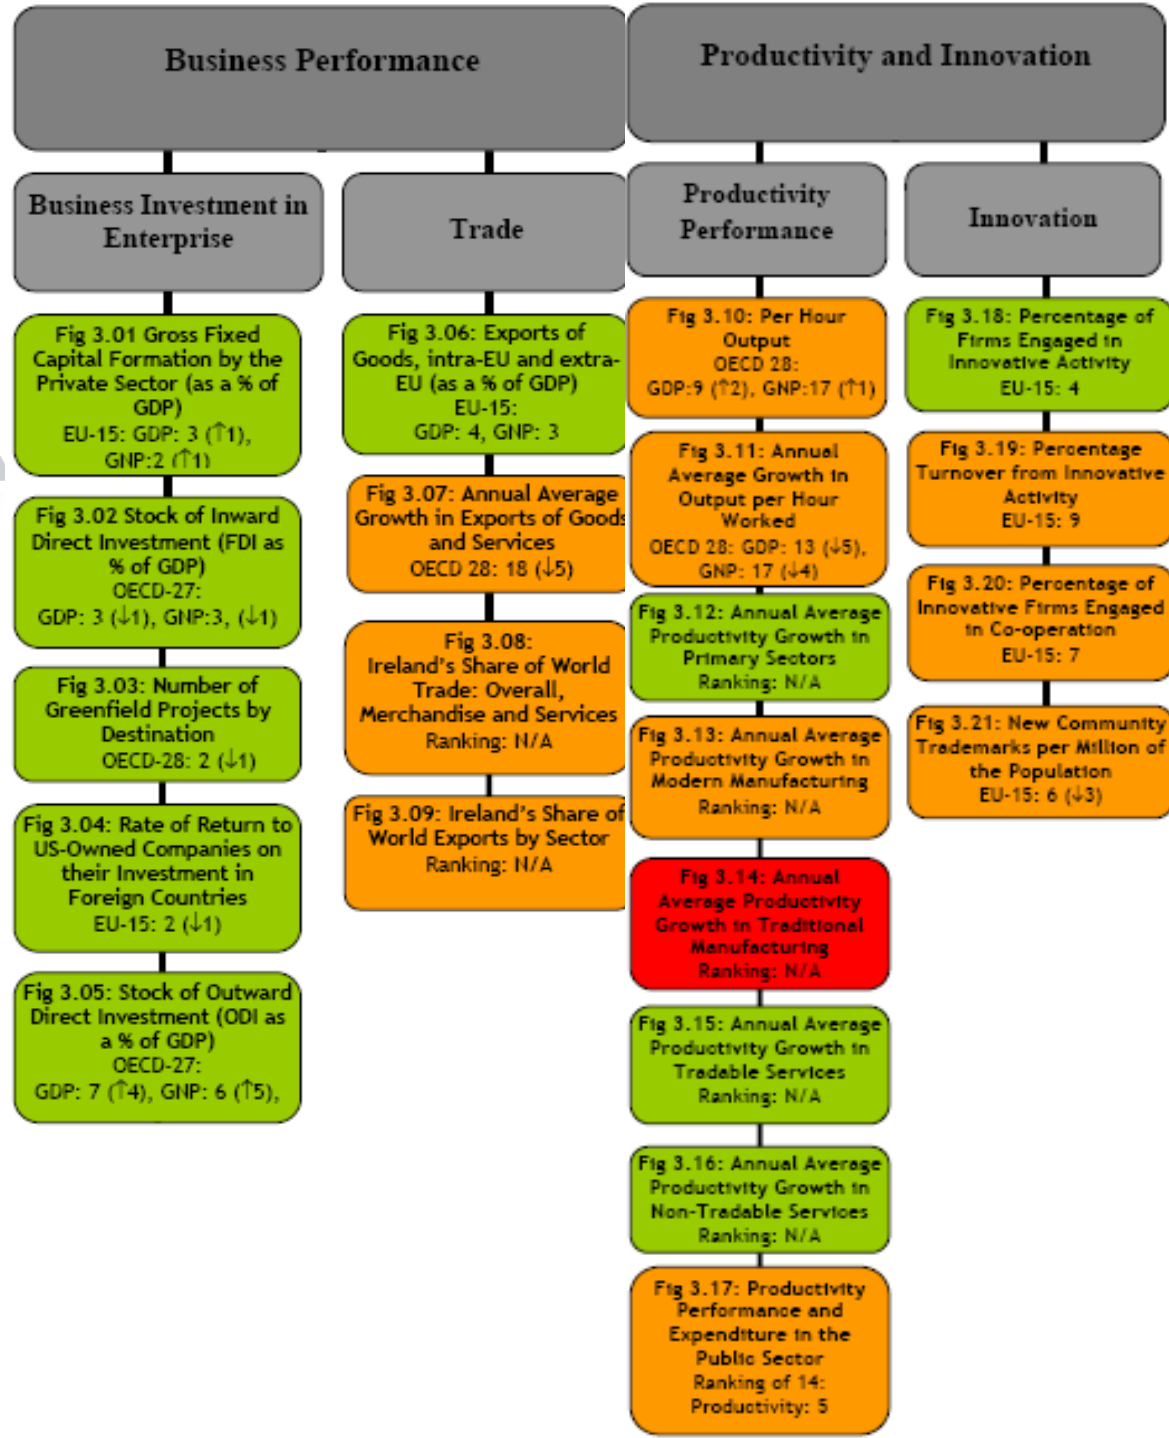 Business Performance
Business Investment in
Enterprise
Fig 3.01 Gross Fixed
Capital Formation by the
Private Sector (as a % of
GDP)
EU-15: GDP: 3 (↑1),
GNP:2 (↑1)
Fig 3.02 Stock of Inward
Direct Investment (FDI as
% of GDP)
OECD-27:
GDP: 3 (↓1), GNP:3, (↓1)
Fig 3.03: Number of
Greenfield Projects by
Destination
OECD-28: 2 (↓1)
Fig 3.04: Rate of Return to
US-Owned Companies on
their Investment in
Foreign Countries
EU-15: 2 (↓1)
Fig 3.05: Stock of Outward
Direct Investment (ODI as
a % of GDP)
OECD-27:
GDP: 7 (↑4), GNP: 6 (↑5),
Trade
Fig 3.06: Exports of
Goods, intra-EU and extra-
EU (as a % of GDP)
EU-15:
GDP: 4, GNP: 3
Fig 3.07: Annual Average
Growth in Exports of Goods
and Services
OECD 28: 18 (↓5)
Fig 3.08:
Ireland's Share of World
Trade: Overall,
Merchandise and Services
Ranking: N/A
Fig 3.09: Ireland's Share of
World Exports by Sector
Ranking: N/A
Productivity and Innovation
Productivity
Performance
Fig 3.10: Per Hour
Output
OECD 28:
GDP:9 (↑2), GNP:17 (↑1)
Fig 3.11: Annual
Average Growth in
Output per Hour
Worked
OECD 28: GDP: 13 (↓5),
GNP: 17 (↓4)
Fig 3.12: Annual Average
Productivity Growth in
Primary Sectors
Ranking: N/A
Fig 3.13: Annual Average
Productivity Growth in
Modern Manufacturing
Ranking: N/A
Fig 3.14: Annual
Average Productivity
Growth in Traditional
Manufacturing
Ranking: N/A
Fig 3.15: Annual Average
Productivity Growth in
Tradable Services
Ranking: N/A
Fig 3.16: Annual Average
Productivity Growth in
Non-Tradable Services
Ranking: N/A
Fig 3.17: Productivity
Performance and
Expenditure in the
Public Sector
Ranking of 14:
Productivity: 5
Innovation
Fig 3.18: Percentage of
Firms Engaged in
Innovative Activity
EU-15: 4
Fig 3.19: Percentage
Turnover from Innovative
Activity
EU-15: 9
Fig 3.20: Percentage of
Innovative Firms Engaged
in Co-operation
EU-15: 7
Fig 3.21: New Community
Trademarks per Million of
the Population
EU-15: 6 (↓3)